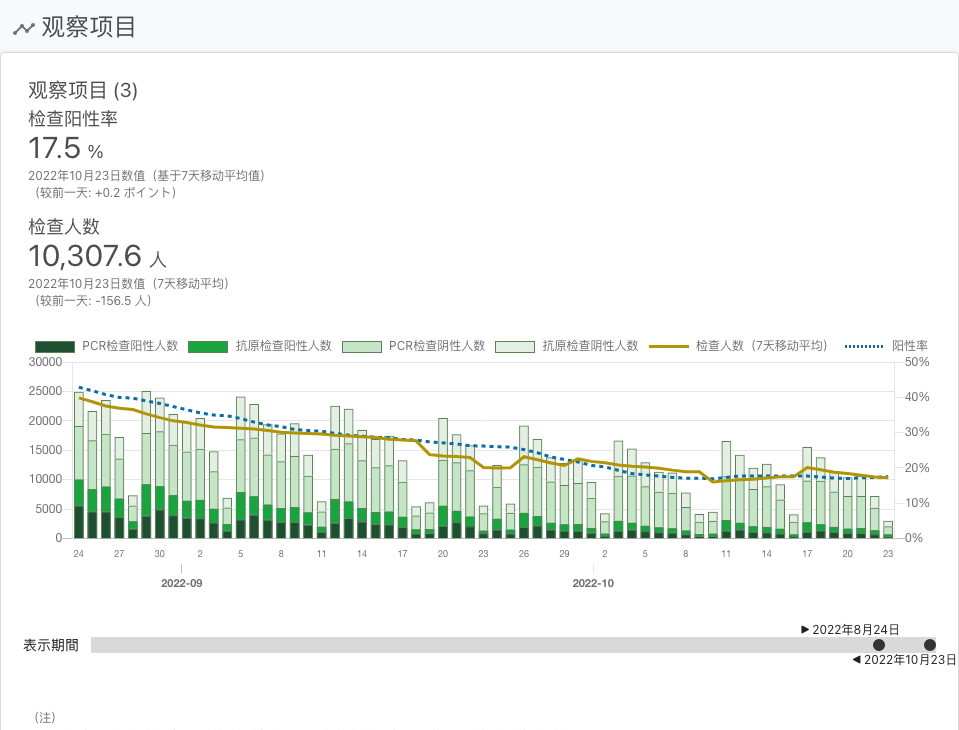 观察项目
观察项目 (3)
检查阳性率
17.5 %
2022年10月23日数值（基于7天移动平均值）
（较前一天: +0.2 ポイント）
检查人数
10,307.6 人
2022年10月23日数值（7天移动平均）
（较前一天: -156.5 人）
PCR检查阳性人数 抗原检查阳性人数 PCR检查阴性人数 抗原检查阴性人数 检查人数（7天移动平均） 阳性率
30000 50%
25000 40%
20000 30%
15000
10000 20%
5000 10%
0 0%
24 27 30 2 5 8 11 14 17 20 23 26 29 2 5 8 11 14 17 20 23
2022-09 2022-10
2022年8月24日
表示期間
2022年10月23日
（注）